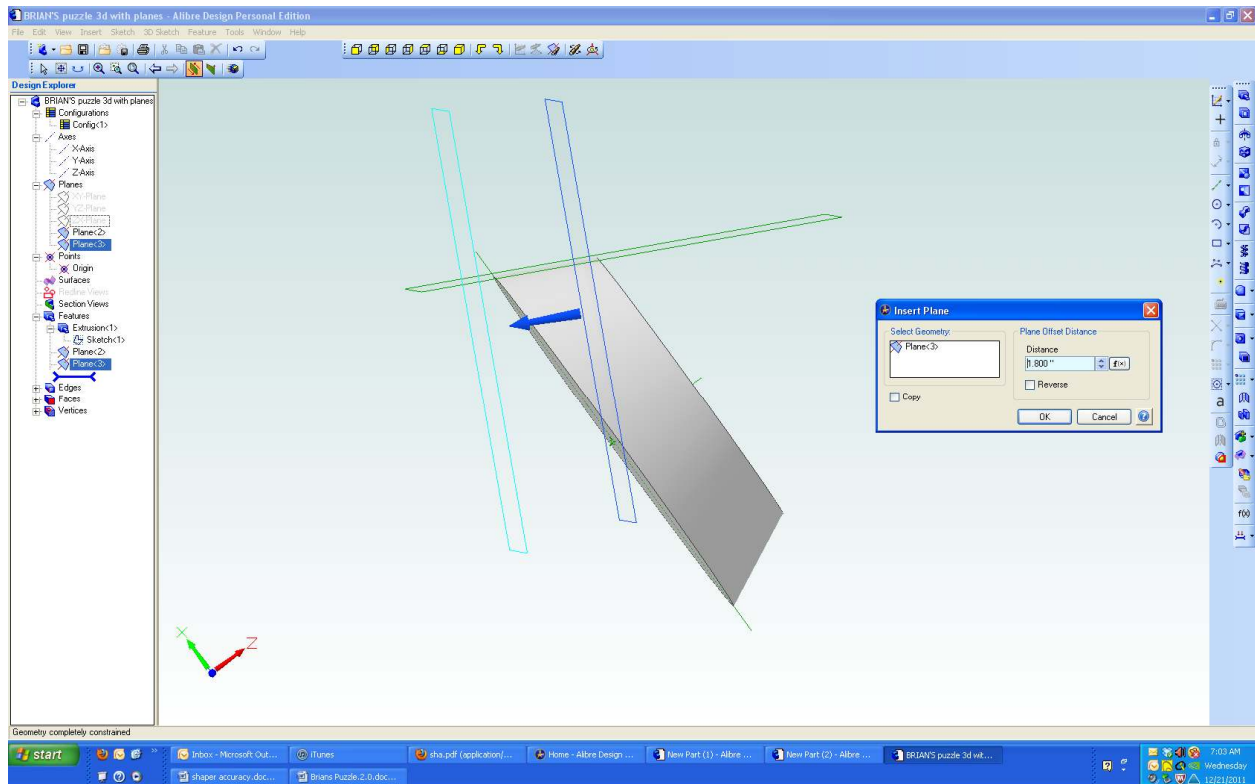 BRIAN'S puzzle 3d with planes - Alibre Design Personal Edition
File Edit View Insert Sketch 3D Sketch Feature Tools Window Help
Design Explorer
BRIAN'S puzzle 3d with planes
Configurations
Config<1>
Axes
X-Axis
Y-Axis
Z-Axis
Planes
XY-Plane
YZ-Plane
ZX-Plane
Plane<2>
Plane<3>
Points
Origin
Surfaces
Redline Views
Section Views
Features
Extrusion<1>
Sketch<1>
Plane<2>
Plane<3>
Edges
Faces
Vertices
Insert Plane
Select Geometry:
Plane<3>
Copy
Plane Offset Distance
Distance
1.800 "
f(x)
Reverse
OK Cancel
a
f(x)
X
Z
Geometry completely constrained
start
Inbox - Microsoft Out...
iTunes
sha.pdf (application/...
Home - Alibre Design ...
New Part (1) - Alibre ...
New Part (2) - Alibre ...
BRIAN'S puzzle 3d wit...
7:03 AM
Wednesday
shaper accuracy.doc...
Brians Puzzle.2.0.doc...
12/21/2011